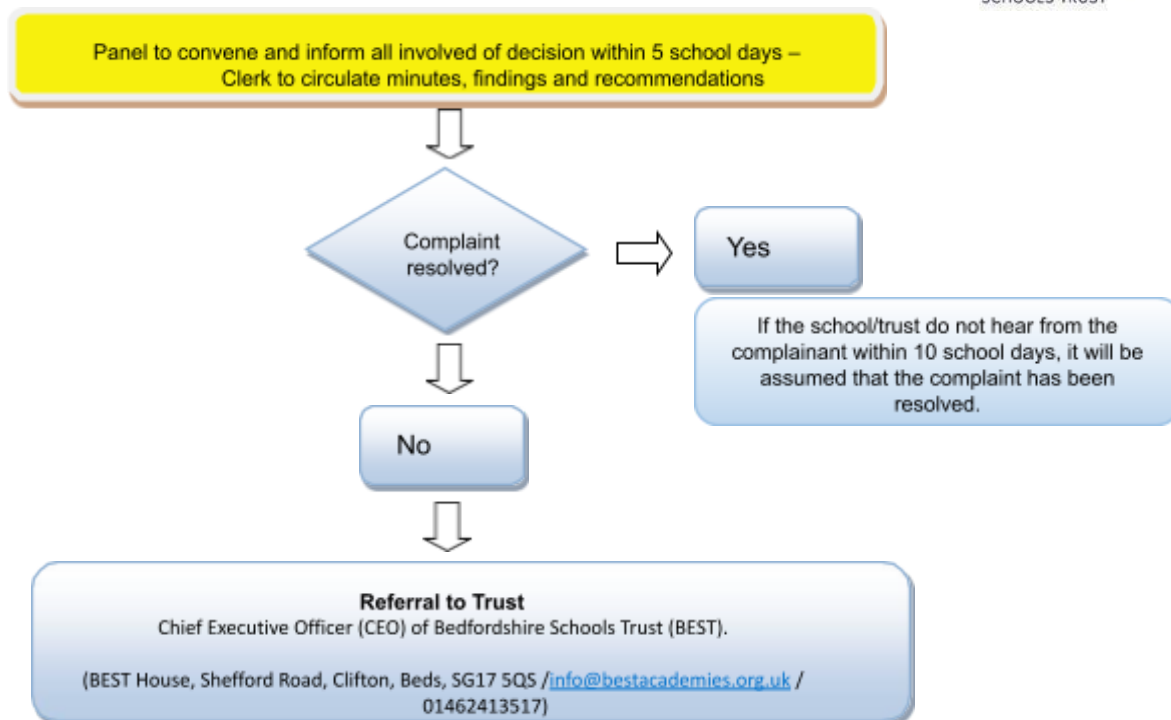 SCHOOLS TRUST
Panel to convene and inform all involved of decision within 5 school days –
Clerk to circulate minutes, findings and recommendations
Complaint
resolved?
Yes
If the school/trust do not hear from the
complainant within 10 school days, it will be
assumed that the complaint has been
resolved.
No
Referral to Trust
Chief Executive Officer (CEO) of Bedfordshire Schools Trust (BEST).
(BEST House, Shefford Road, Clifton, Beds, SG17 5QS /info@bestacademies.org.uk /
01462413517)